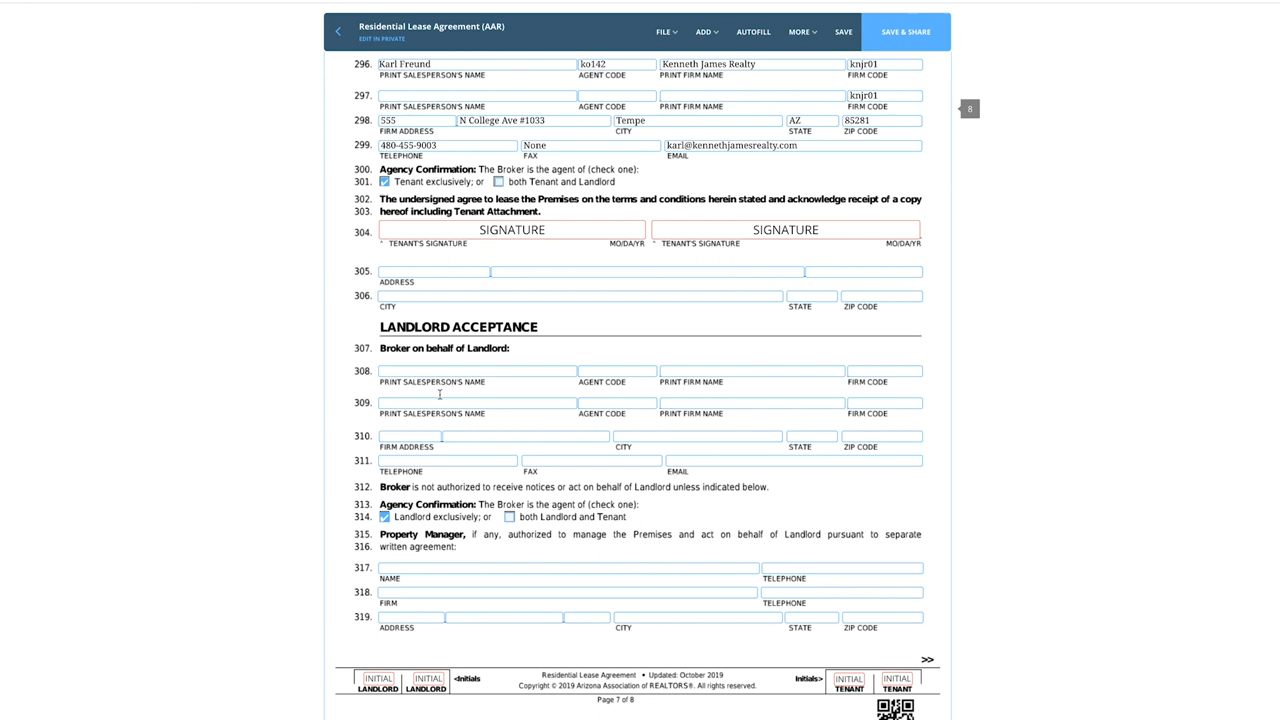 Residential Lease Agreement (AAR)
EDIT IN PRIVATE
FILE ADD AUTOFILL MORE SAVE SAVE & SHARE
296. Karl Freund ko142 Kenneth James Realty knjr01
PRINT SALESPERSON'S NAME AGENT CODE PRINT FIRM NAME FIRM CODE
8
297. knjr01
PRINT SALESPERSON'S NAME AGENT CODE PRINT FIRM NAME FIRM CODE
298. 555 N College Ave #1033 Tempe AZ 85281
FIRM ADDRESS CITY STATE ZIP CODE
299. 480-455-9003 None karl@kennethjamesrealty.com
TELEPHONE FAX EMAIL
300. Agency Confirmation: The Broker is the agent of (check one):
301. Tenant exclusively; or both Tenant and Landlord
302. The undersigned agree to lease the Premises on the terms and conditions herein stated and acknowledge receipt of a copy
303. hereof including Tenant Attachment.
304. SIGNATURE SIGNATURE
^ TENANT'S SIGNATURE MO/DA/YR ^ TENANT'S SIGNATURE MO/DA/YR
305.
ADDRESS
306.
CITY STATE ZIP CODE
LANDLORD ACCEPTANCE
307. Broker on behalf of Landlord:
308.
PRINT SALESPERSON'S NAME AGENT CODE PRINT FIRM NAME FIRM CODE
309.
PRINT SALESPERSON'S NAME AGENT CODE PRINT FIRM NAME FIRM CODE
310.
FIRM ADDRESS CITY STATE ZIP CODE
311.
TELEPHONE FAX EMAIL
312. Broker is not authorized to receive notices or act on behalf of Landlord unless indicated below.
313. Agency Confirmation: The Broker is the agent of (check one):
314. Landlord exclusively; or both Landlord and Tenant
315. Property Manager, if any, authorized to manage the Premises and act on behalf of Landlord pursuant to separate
316. written agreement:
317.
NAME TELEPHONE
318.
FIRM TELEPHONE
319.
ADDRESS CITY STATE ZIP CODE
>>
INITIAL INITIAL <Initials Residential Lease Agreement • Updated: October 2019 Initials> INITIAL INITIAL
LANDLORD LANDLORD Copyright © 2019 Arizona Association of REALTORS®. All rights reserved. TENANT TENANT
Page 7 of 8